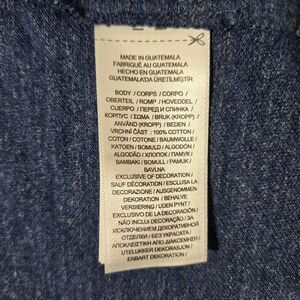 MADE IN GUATEMALA
FABRIQUÉ AU GUATEMALA
HECHO EN GUATEMALA
GUATEMALA'DA ÜRETİLMİŞTİR
BODY / CORPS / CORPO /
OBERTEIL / ROMP / HOVEDDEL /
CUERPO / ПЕРЕД И СПИНКА /
КОРПУС / ΣΩΜΑ / BRUK (KROPP) /
ANVÄND (KROPP) / BEDEN /
VRCHNÍ ČÁST : 100% COTTON /
COTON / COTONE / BAUMWOLLE /
KATOEN / BOMULD / ALGODÓN /
ALGODÃO / ХЛОПОК / ПАМУК /
ΒΑΜΒΑΚΙ / BOMULL / PAMUK /
BAVLNA
EXCLUSIVE OF DECORATION /
SAUF DÉCORATION / ESCLUSA LA
DECORAZIONE / AUSGENOMMEN
DEKORATION / BEHALVE
VERSIERING / UDEN PYNT /
EXCLUSIVO DE LA DECORACIÓN /
NÃO INCLUI DECORAÇÃO / ЗА
ИСКЛЮЧЕНИЕМ ДЕКОРАТИВНОЙ
ОТДЕЛКИ / БЕЗ УКРАСАТА /
ΑΠΟΚΛΕΙΣΤΙΚΗ ΑΠΟ ΔΙΑΚΟΣΜΗΣΗ /
UTELUKKER DEKORASJON /
ENBART DEKORATION /